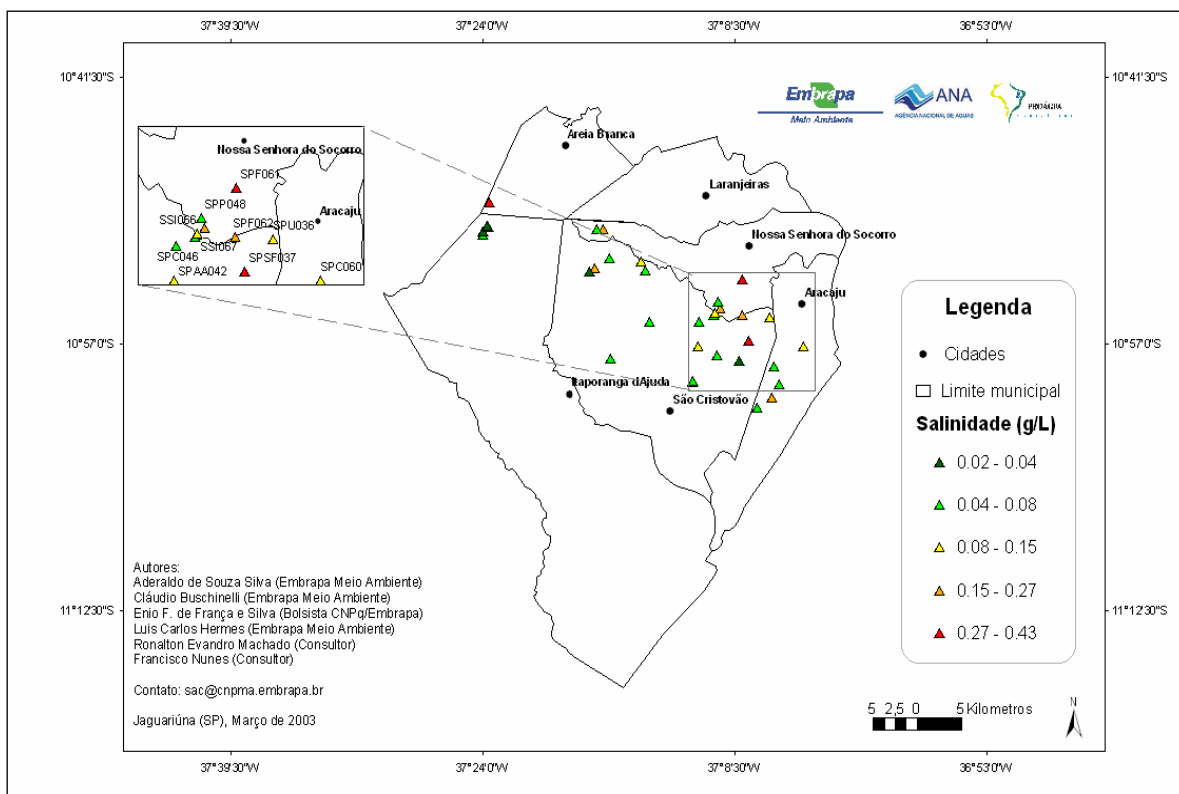 37°39'30"W
37°24'0"W
37°8'30"W
36°53'0"W
10°41'30"S
10°41'30"S
Embrapa
Meio Ambiente
ANA
AGÊNCIA NACIONAL DE ÁGUAS
PROÁGUA
Areia Branca
Laranjeiras
Nossa Senhora do Socorro
Aracaju
Nossa Senhora do Socorro
SPF061
SPP048
Aracaju
SSI066
SPF062
SPU036
SSI067
SPC046
SPSF037
SPAA042
SPC060
10°57'0"S
10°57'0"S
Itaporanga dAjuda
São Cristovão
Legenda
Cidades
Limite municipal
Salinidade (g/L)
0.02 - 0.04
0.04 - 0.08
0.08 - 0.15
0.15 - 0.27
0.27 - 0.43
11°12'30"S
11°12'30"S
Autores:
Aderaldo de Souza Silva (Embrapa Meio Ambiente)
Cláudio Buschinelli (Embrapa Meio Ambiente)
Enio F. de França e Silva (Bolsista CNPq/Embrapa)
Luis Carlos Hermes (Embrapa Meio Ambiente)
Ronalton Evandro Machado (Consultor)
Francisco Nunes (Consultor)
Contato: sac@cnpma.embrapa.br
Jaguariúna (SP), Março de 2003
5 2,5 0 5 Kilometros
N
37°39'30"W
37°24'0"W
37°8'30"W
36°53'0"W